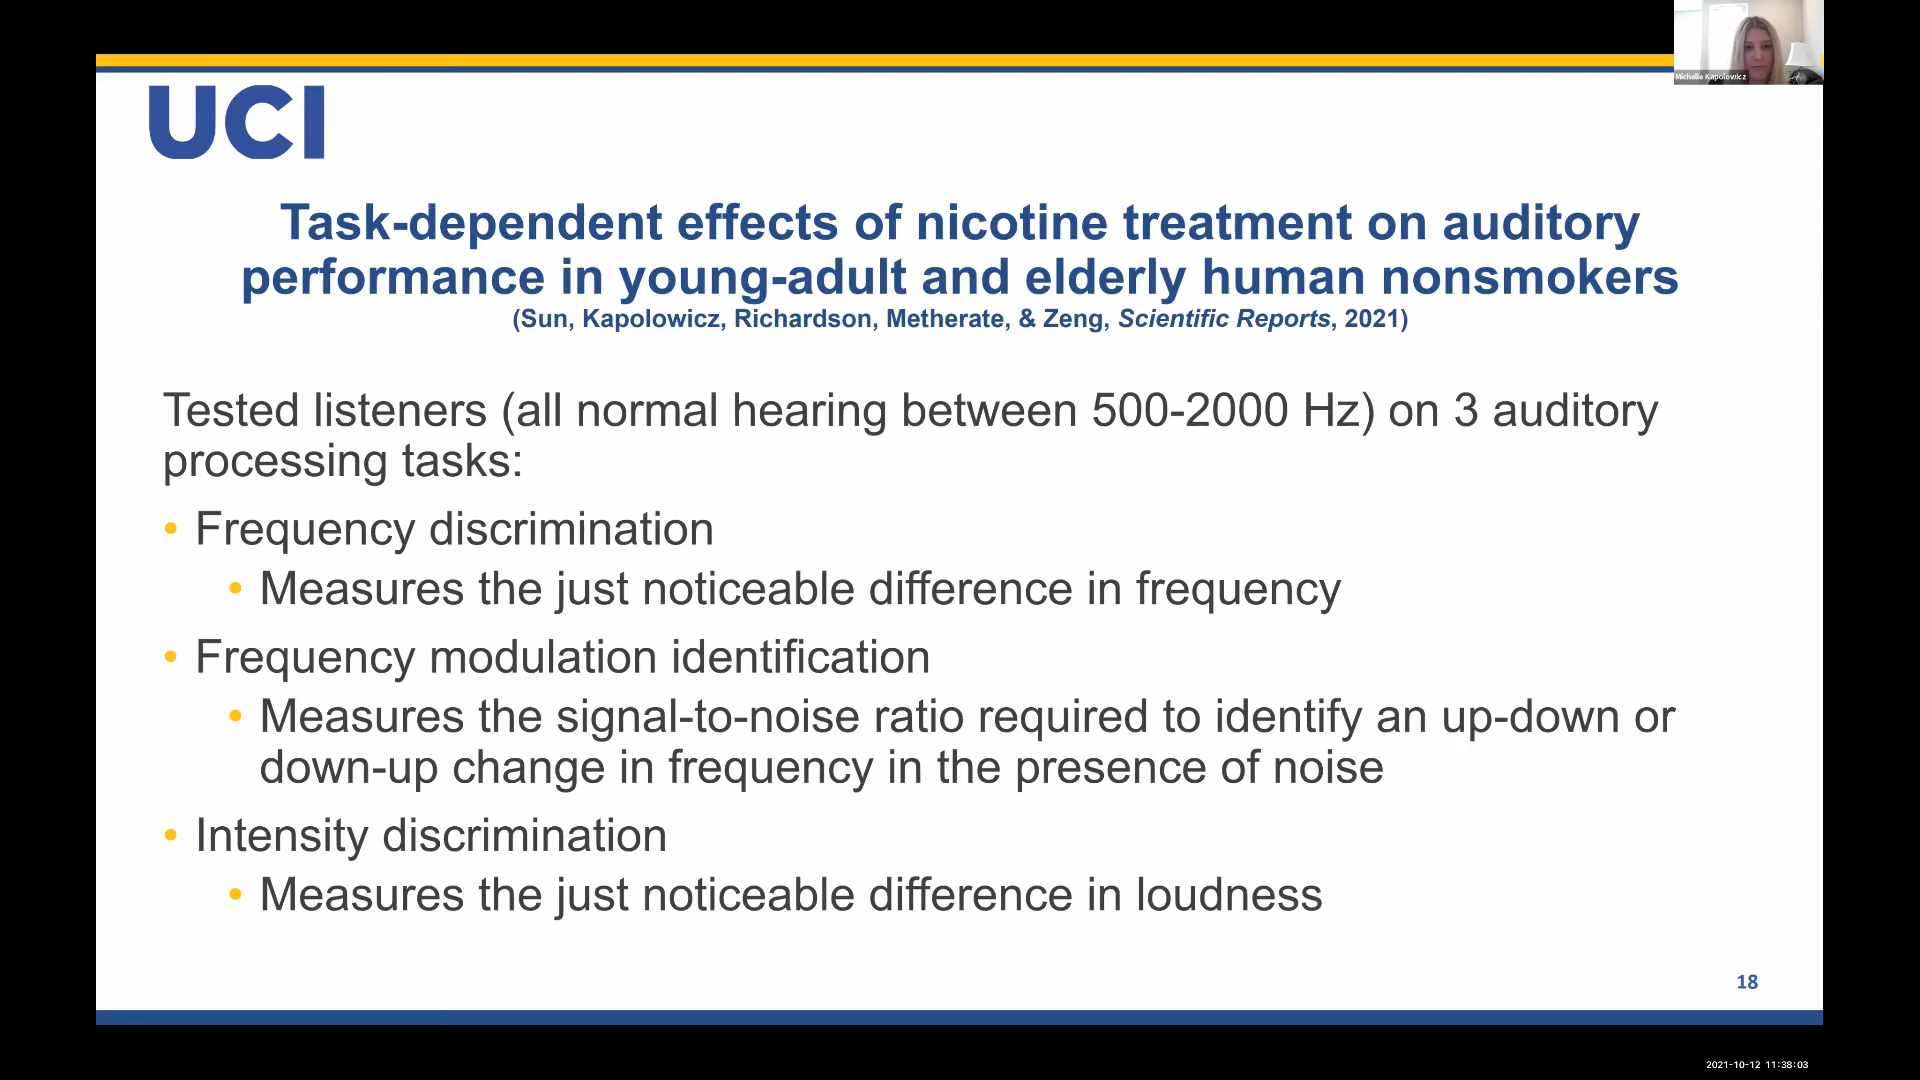 Michelle Kapolowicz
UCI
Task-dependent effects of nicotine treatment on auditory
performance in young-adult and elderly human nonsmokers
(Sun, Kapolowicz, Richardson, Metherate, & Zeng, Scientific Reports, 2021)
Tested listeners (all normal hearing between 500-2000 Hz) on 3 auditory
processing tasks:
• Frequency discrimination
• Measures the just noticeable difference in frequency
• Frequency modulation identification
• Measures the signal-to-noise ratio required to identify an up-down or
down-up change in frequency in the presence of noise
• Intensity discrimination
• Measures the just noticeable difference in loudness
18
2021-10-12 11:38:03